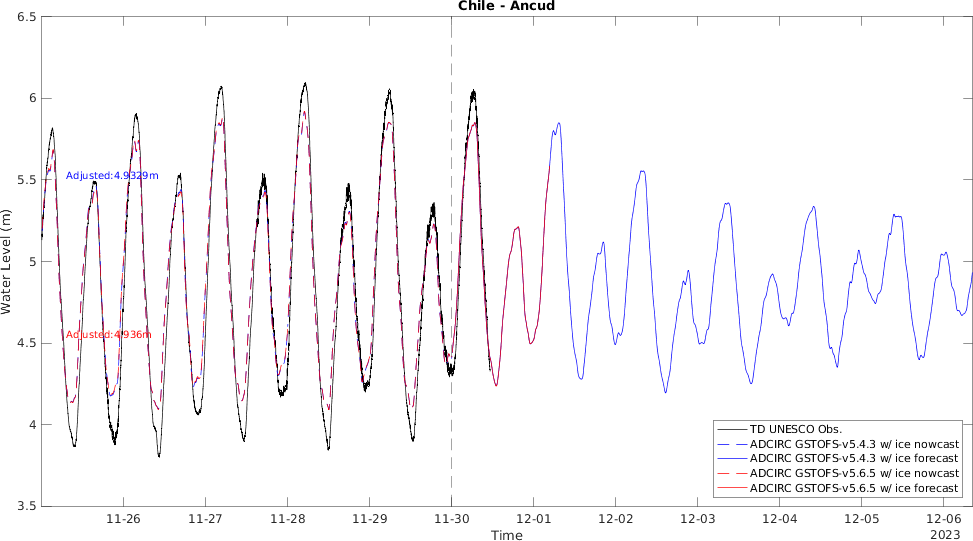 Chile - Ancud
6.5
6
5.5
5
4.5
4
3.5
Water Level (m)
Adjusted:4.9329m
Adjusted:4.936m
TD UNESCO Obs.
ADCIRC GSTOFS-v5.4.3 w/ ice nowcast
ADCIRC GSTOFS-v5.4.3 w/ ice forecast
ADCIRC GSTOFS-v5.6.5 w/ ice nowcast
ADCIRC GSTOFS-v5.6.5 w/ ice forecast
11-26 11-27 11-28 11-29 11-30 12-01 12-02 12-03 12-04 12-05 12-06
Time
2023